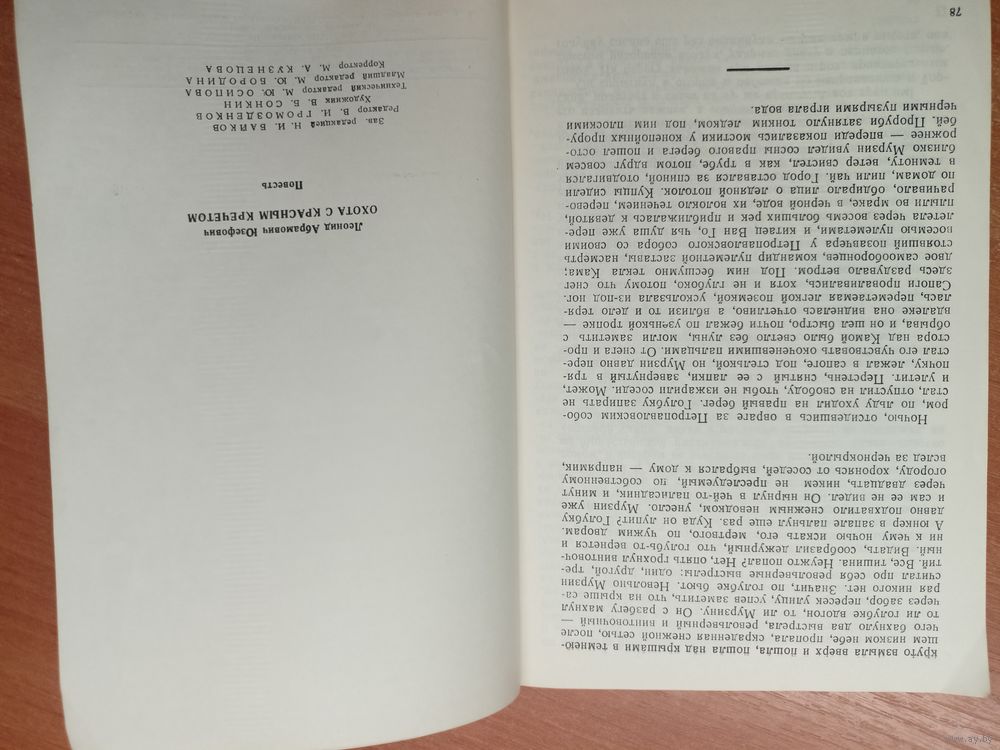 круто взмыла вверх и пошла, пошла над крышами в темнею-
щем низком небе, пропала, скраденная снежной сетью, после
чего бахнуло два выстрела, револьверный и винтовочный —
то ли голубке вдогон, то ли Мурзину. Он с разбегу махнул
через забор, пересек улицу, успев заметить, что на крыше са-
рая никого нет. Значит, по голубке бьют. Невольно Мурзин
считал про себя револьверные выстрелы: один, другой, тре-
тий. Все, тишина. Неужто попал? Нет, опять грохнул винтовоч-
ный. Видать, сообразил дежурный, что голубь-то вернется и
ни к чему ночью искать его, мертвого, по чужим дворам.
А юнкер в запале пальнул еще раз. Куда он лупит? Голубку
давно подхватило снежным неводом, унесло. Мурзин уже
и сам ее не видел. Он нырнул в чей-то палисадник, и минут
через двадцать, никем не преследуемый, по собственному
огороду, хоронясь от соседей, выбрался к дому — напрямик,
вслед за чернокрылой.
Ночью, отсидевшись в овраге за Петропавловским собо-
ром, по льду уходил на правый берег. Голубку запирать не
стал, отпустил на свободу, чтобы не изжарили соседи. Может,
и улетит. Перстень, снятый с ее лапки, завернутый в тря-
почку, лежал в сапоге, под стелькой, но Мурзин давно пере-
стал его чувствовать окоченевшими пальцами. От снега и про-
стора над Камой было светло без луны, могли заметить с
обрыва, и он шел быстро, почти бежал по узенькой тропке —
вдалеке она виднелась отчетливо, а вблизи то и дело теря-
лась, переметаемая легкой поземкой, ускользала из-под ног.
Сапоги проваливались, хотя и не глубоко, потому что снег
здесь раздувало ветром. Под ним бесшумно текла Кама;
двое самооборонцев, командир пулеметной заставы, насмерть
стоявший позавчера у Петропавловского собора со своими
восемью пулеметами, и китаец Ван Го, чья душа уже пере-
летела через восемь больших рек и приближалась к девятой,
плыли во мраке, в черной воде, их волокло течением, перево-
рачивало, обдирало лица о ледяной потолок. Купцы сидели
по домам, пили чай. Город оставался за спиной, отодвигался
в темноту, ветер свистел, как в трубе, потом вдруг совсем
близко Мурзин увидел сосны правого берега и пошел осто-
рожнее — впереди показались мостики у конопойных прору-
бей. Проруби затянуло тонким ледком, под ним плоскими
черными пузырями играла вода.
78
Леонид Абрамович Юзефович
ОХОТА С КРАСНЫМ КРЕЧЕТОМ
Повесть
Зав. редакцией Н. Н. БАЙКОВ
Редактор В. И. ГРОМОЗДЕНКОВ
Художник В. Б. СОНКИН
Технический редактор М. Ю. ОСИПОВА
Младший редактор М. Ю. БОРОДИНА
Корректор М. А. КУЗНЕЦОВА
www.ay.by